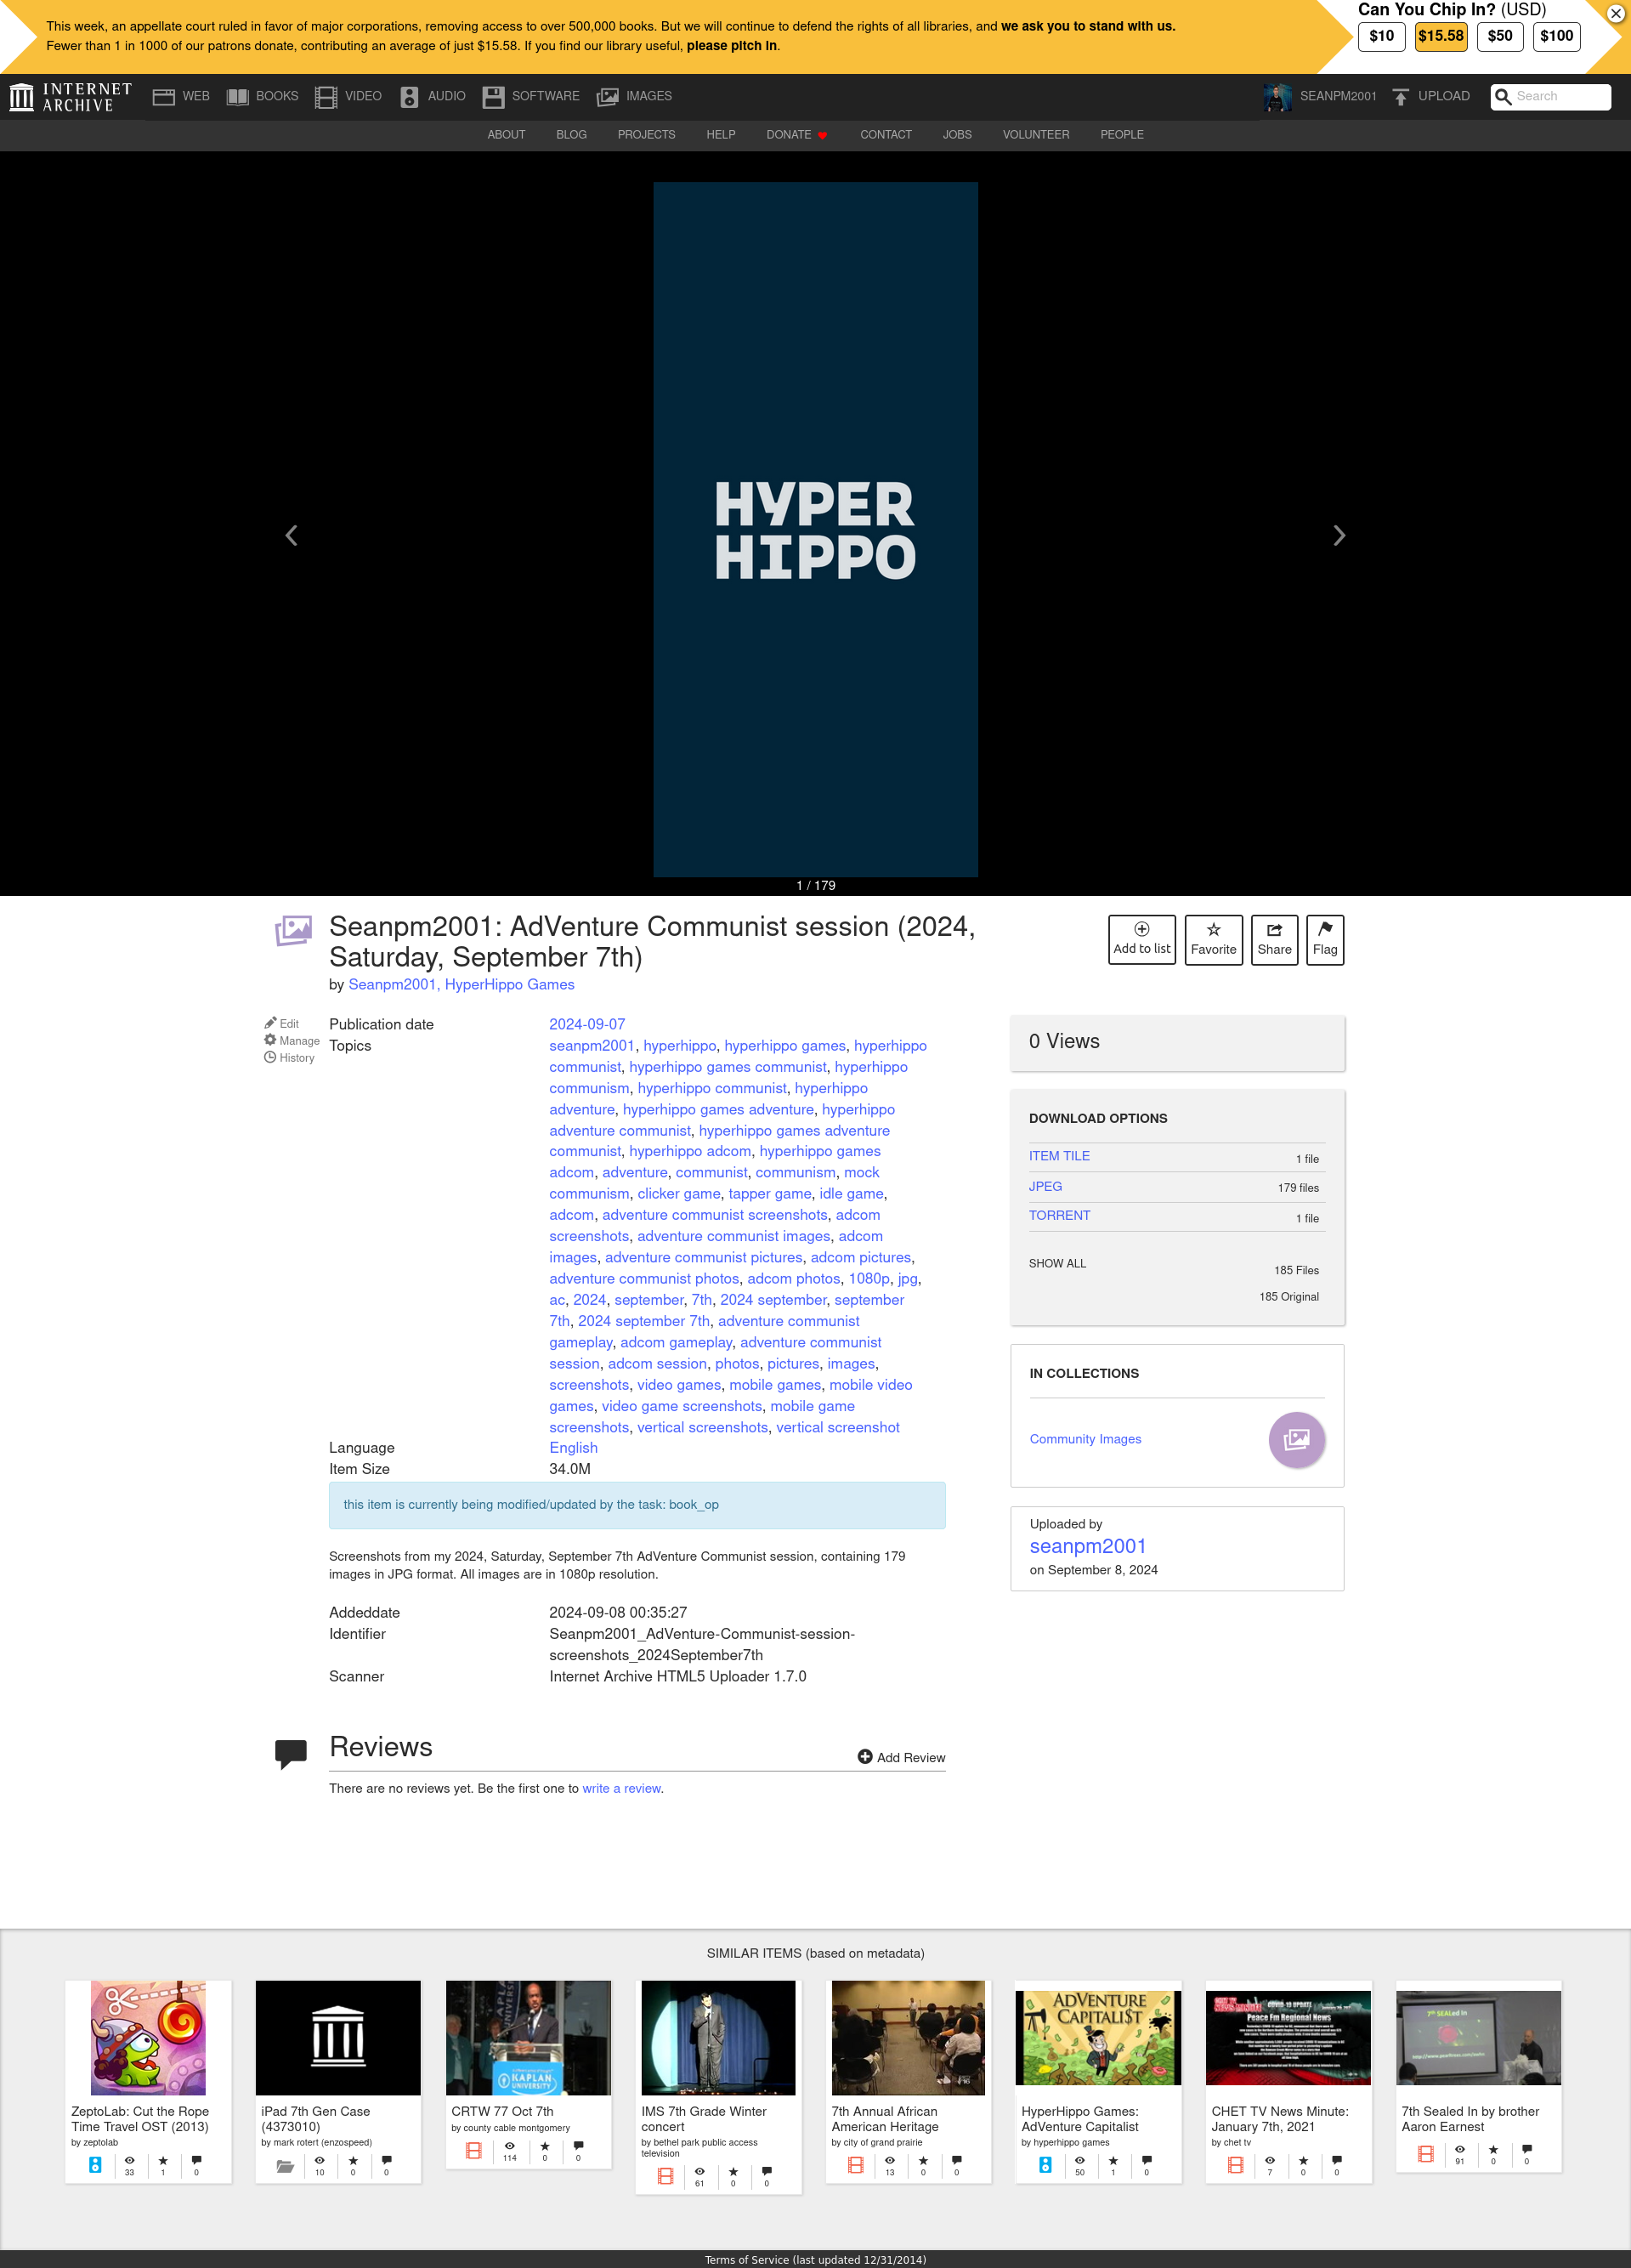 This week, an appellate court ruled in favor of major corporations, removing access to over 500,000 books. But we will continue to defend the rights of all libraries, and we ask you to stand with us.
Fewer than 1 in 1000 of our patrons donate, contributing an average of just $15.58. If you find our library useful, please pitch in.
Can You Chip In? (USD)
$10 $15.58 $50 $100
INTERNET
ARCHIVE
WEB BOOKS VIDEO AUDIO SOFTWARE IMAGES
SEANPM2001 UPLOAD Search
ABOUT BLOG PROJECTS HELP DONATE CONTACT JOBS VOLUNTEER PEOPLE
HYPER
HIPPO
1 / 179
Seanpm2001: AdVenture Communist session (2024,
Saturday, September 7th)
by Seanpm2001, HyperHippo Games
Add to list Favorite Share Flag
Edit
Manage
History
Publication date 2024-09-07
Topics seanpm2001, hyperhippo, hyperhippo games, hyperhippo
communist, hyperhippo games communist, hyperhippo
communism, hyperhippo communist, hyperhippo
adventure, hyperhippo games adventure, hyperhippo
adventure communist, hyperhippo games adventure
communist, hyperhippo adcom, hyperhippo games
adcom, adventure, communist, communism, mock
communism, clicker game, tapper game, idle game,
adcom, adventure communist screenshots, adcom
screenshots, adventure communist images, adcom
images, adventure communist pictures, adcom pictures,
adventure communist photos, adcom photos, 1080p, jpg,
ac, 2024, september, 7th, 2024 september, september
7th, 2024 september 7th, adventure communist
gameplay, adcom gameplay, adventure communist
session, adcom session, photos, pictures, images,
screenshots, video games, mobile games, mobile video
games, video game screenshots, mobile game
screenshots, vertical screenshots, vertical screenshot
Language English
Item Size 34.0M
this item is currently being modified/updated by the task: book_op
Screenshots from my 2024, Saturday, September 7th AdVenture Communist session, containing 179
images in JPG format. All images are in 1080p resolution.
Addeddate 2024-09-08 00:35:27
Identifier Seanpm2001_AdVenture-Communist-session-
screenshots_2024September7th
Scanner Internet Archive HTML5 Uploader 1.7.0
0 Views
DOWNLOAD OPTIONS
ITEM TILE 1 file
JPEG 179 files
TORRENT 1 file
SHOW ALL 185 Files
185 Original
IN COLLECTIONS
Community Images
Uploaded by
seanpm2001
on September 8, 2024
Reviews
Add Review
There are no reviews yet. Be the first one to write a review.
SIMILAR ITEMS (based on metadata)
ZeptoLab: Cut the Rope
Time Travel OST (2013)
by zeptolab
33 1 0
iPad 7th Gen Case
(4373010)
by mark rotert (enzospeed)
10 0 0
KAPLAN
UNIVERSITY
CRTW 77 Oct 7th
by county cable montgomery
114 0 0
IMS 7th Grade Winter
concert
by bethel park public access
television
61 0 0
7th Annual African
American Heritage
by city of grand prairie
13 0 0
ADVENTURE
CAPITALI$T
HyperHippo Games:
AdVenture Capitalist
by hyperhippo games
50 1 0
COVID-19 UPDATE
Peace Fm Regional News
CHET TV News Minute:
January 7th, 2021
by chet tv
7 0 0
7th SEALed In
7th Sealed In by brother
Aaron Earnest
91 0 0
Terms of Service (last updated 12/31/2014)